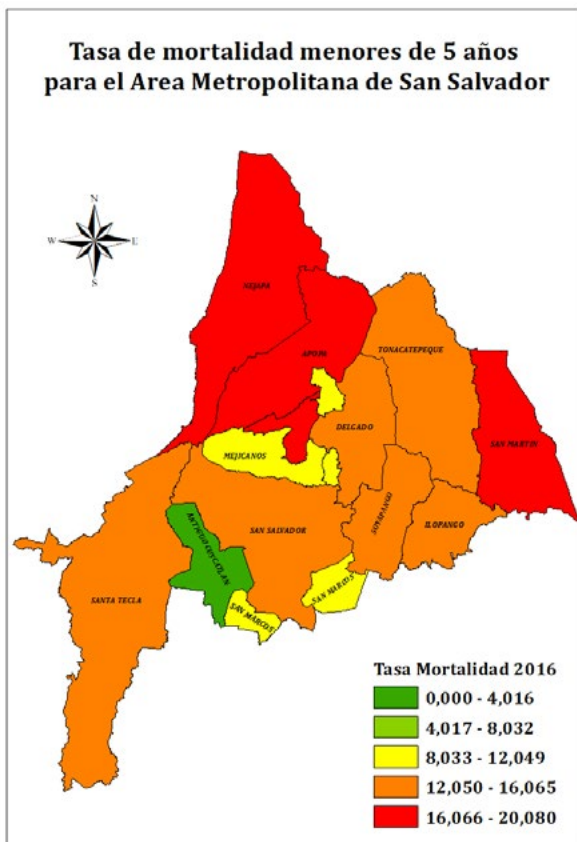 Tasa de mortalidad menores de 5 años
para el Area Metropolitana de San Salvador
N
W E
S
NEJAPA
APOPA
TONACATEPEQUE
DELGADO
SAN MARTIN
MEJICANOS
SAN SALVADOR
SOYAPANGO
ILOPANGO
ANTIGUO CUSCATLAN
SANTA TECLA
SAN MARCOS
SAN MARCOS
Tasa Mortalidad 2016
0,000 - 4,016
4,017 - 8,032
8,033 - 12,049
12,050 - 16,065
16,066 - 20,080